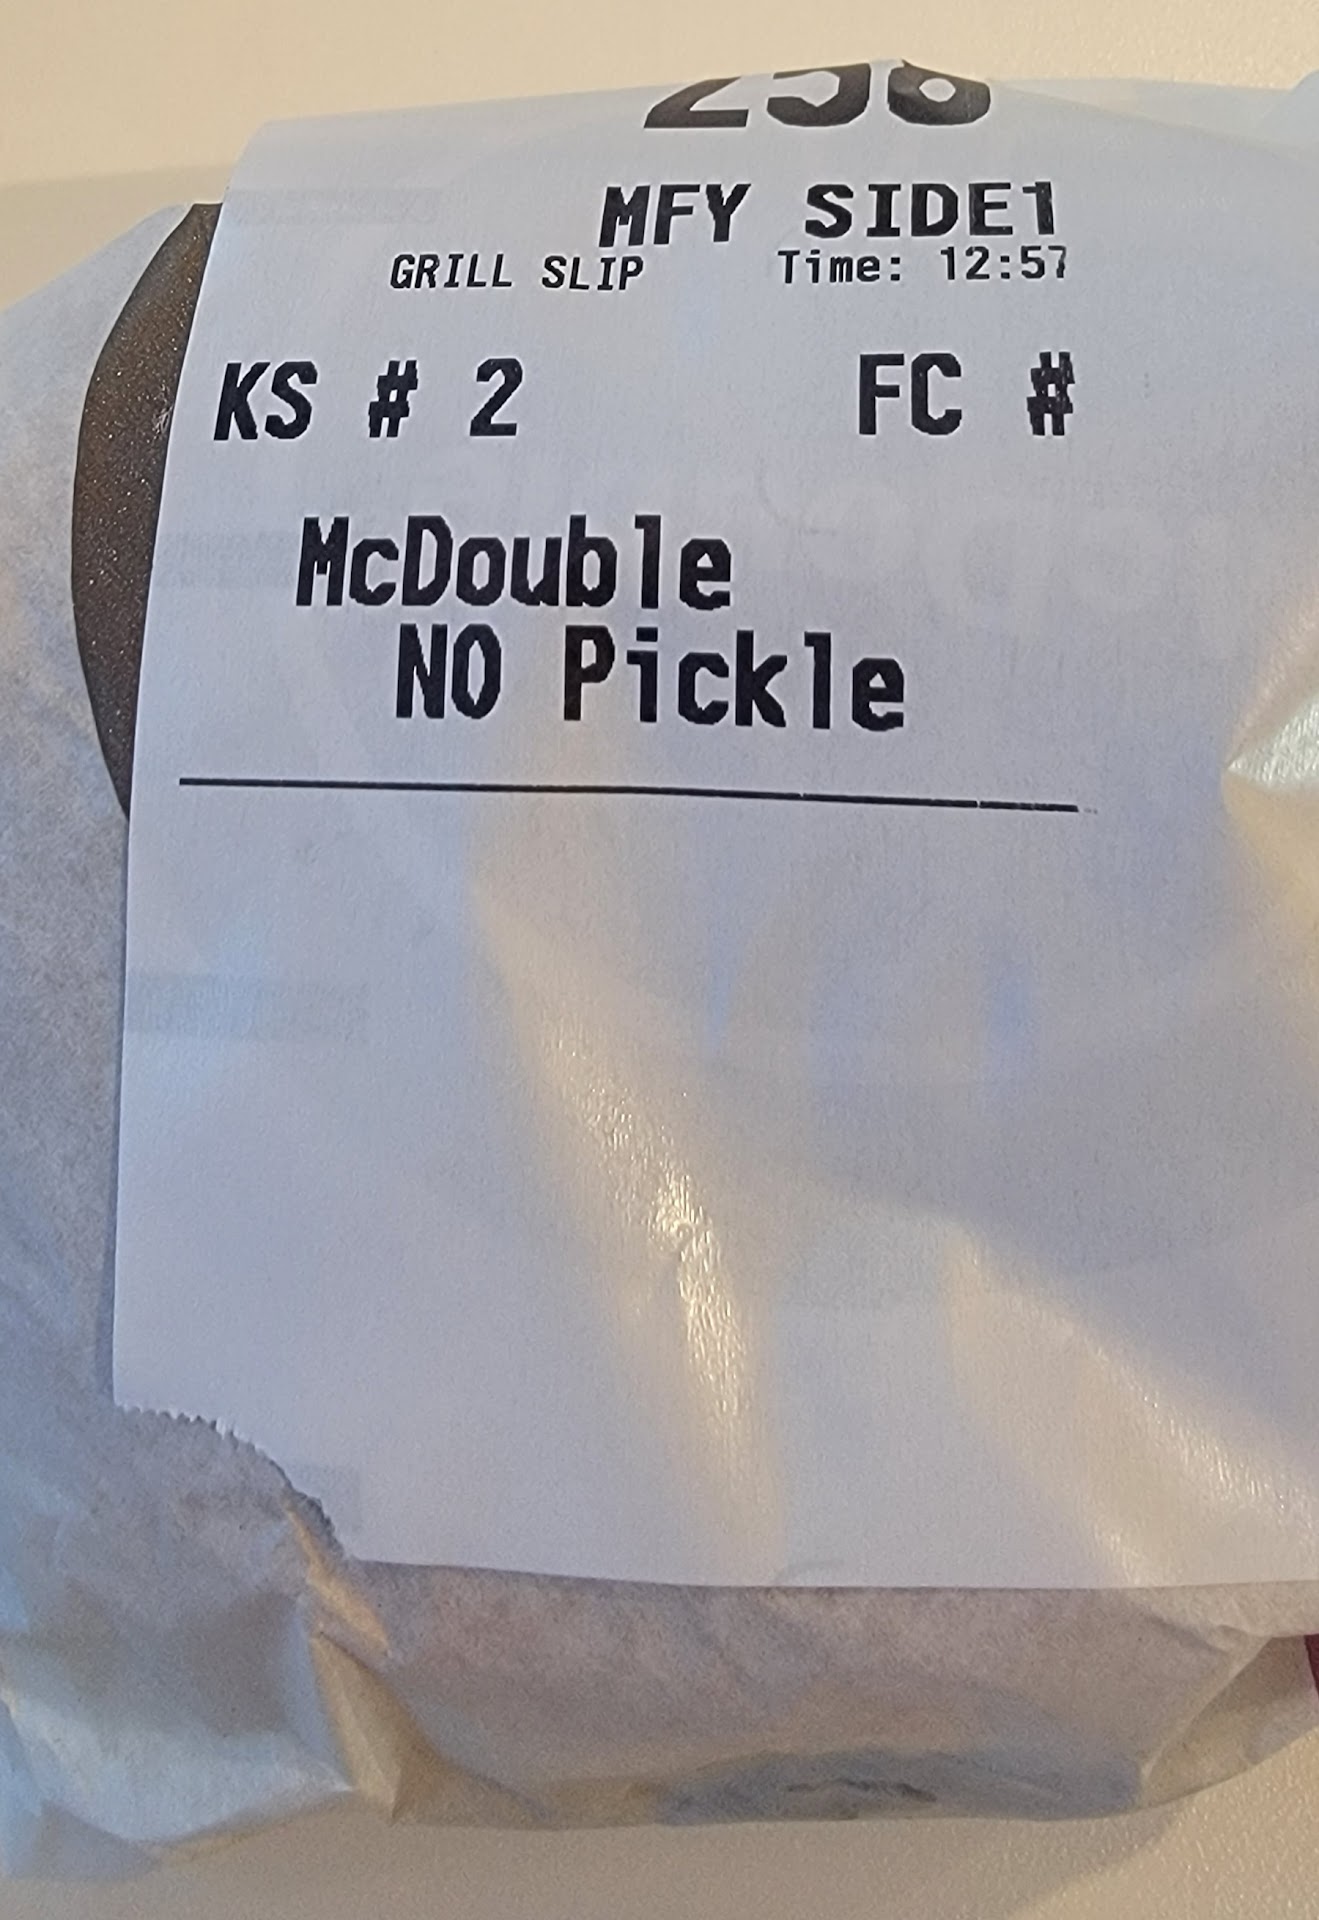 MFY SIDE1
GRILL SLIP Time: 12:57
KS # 2 FC #
McDouble
NO Pickle